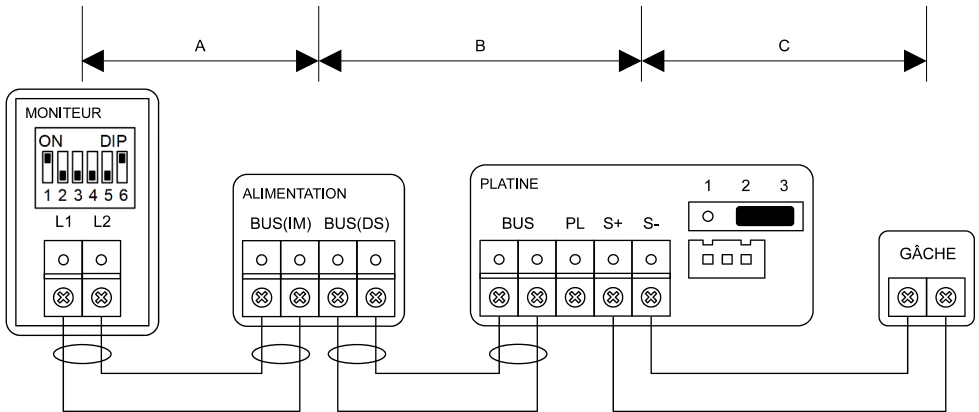 A B C
MONITEUR
ON DIP
1 2 3 4 5 6
L1 L2
ALIMENTATION
BUS(IM) BUS(DS)
PLATINE
1 2 3
BUS PL S+ S-
GÂCHE